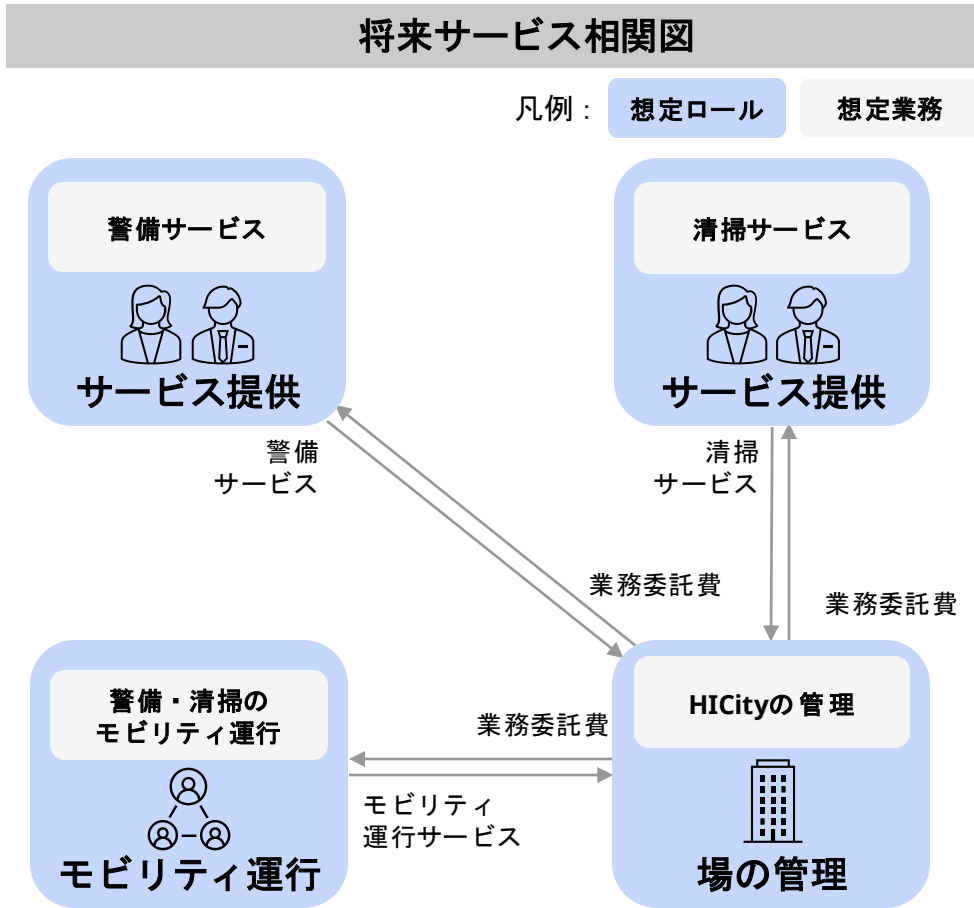 将来サービス相関図
凡例：
想定ロール
想定業務
警備サービス
サービス提供
清掃サービス
サービス提供
警備
サービス
清掃
サービス
業務委託費
業務委託費
警備・清掃の
モビリティ運行
モビリティ運行
業務委託費
モビリティ
運行サービス
HICityの管理
場の管理